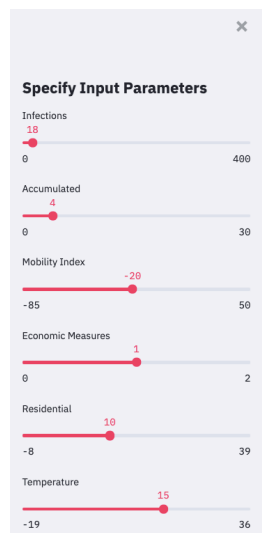 ×
Specify Input Parameters
Infections
18
0 400
Accumulated
4
0 30
Mobility Index
-20
-85 50
Economic Measures
1
0 2
Residential
10
-8 39
Temperature
15
-19 36